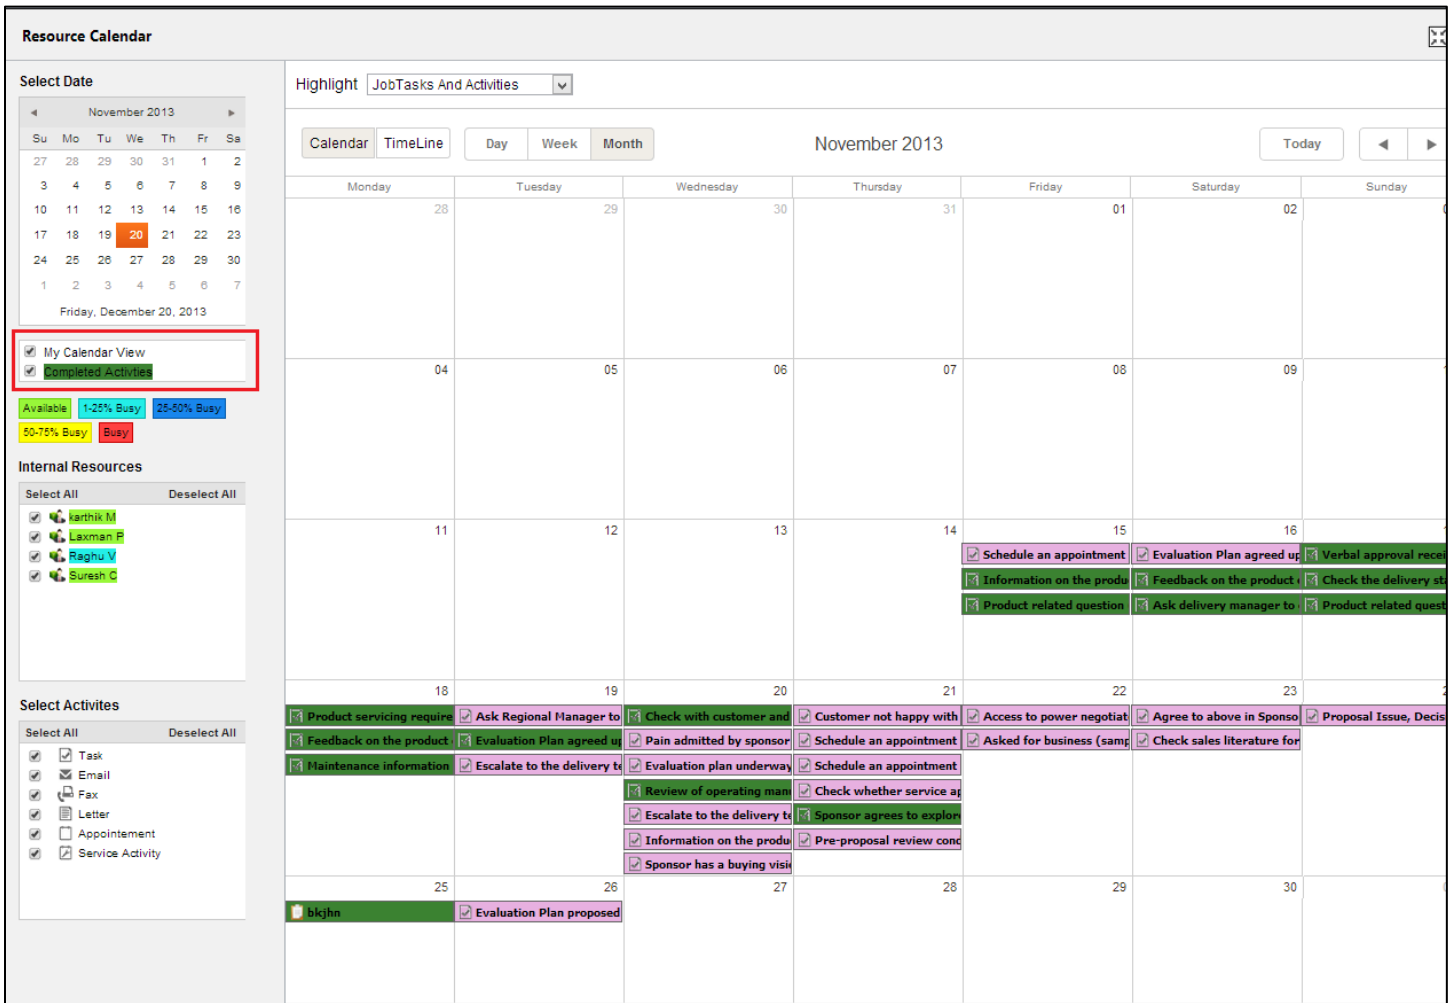 Resource Calendar
Select Date
November 2013
Su Mo Tu We Th Fr Sa
27 28 29 30 31 1 2
3 4 5 6 7 8 9
10 11 12 13 14 15 16
17 18 19 20 21 22 23
24 25 26 27 28 29 30
1 2 3 4 5 6 7
Friday, December 20, 2013
My Calendar View
Completed Activties
Available 1-25% Busy 25-50% Busy
50-75% Busy Busy
Internal Resources
Select All Deselect All
karthik M
Laxman P
Raghu V
Suresh C
Select Activites
Select All Deselect All
Task
Email
Fax
Letter
Appointement
Service Activity
Highlight JobTasks And Activities
Calendar TimeLine Day Week Month November 2013 Today
Monday Tuesday Wednesday Thursday Friday Saturday Sunday
28 29 30 31 01 02
04 05 06 07 08 09
11 12 13 14 15 16
Schedule an appointment Evaluation Plan agreed up Verbal approval recei
Information on the produ Feedback on the product Check the delivery sta
Product related question Ask delivery manager to Product related quest
18 19 20 21 22 23
Product servicing require Ask Regional Manager to Check with customer and Customer not happy with Access to power negotiat Agree to above in Sponso Proposal Issue, Decis
Feedback on the product Evaluation Plan agreed up Pain admitted by sponsor Schedule an appointment Asked for business (samp Check sales literature for
Maintenance information Escalate to the delivery te Evaluation plan underway Schedule an appointment
Review of operating manu Check whether service ap
Escalate to the delivery te Sponsor agrees to explore
Information on the produ Pre-proposal review cond
Sponsor has a buying visi
25 26 27 28 29 30
bkjhn Evaluation Plan proposed